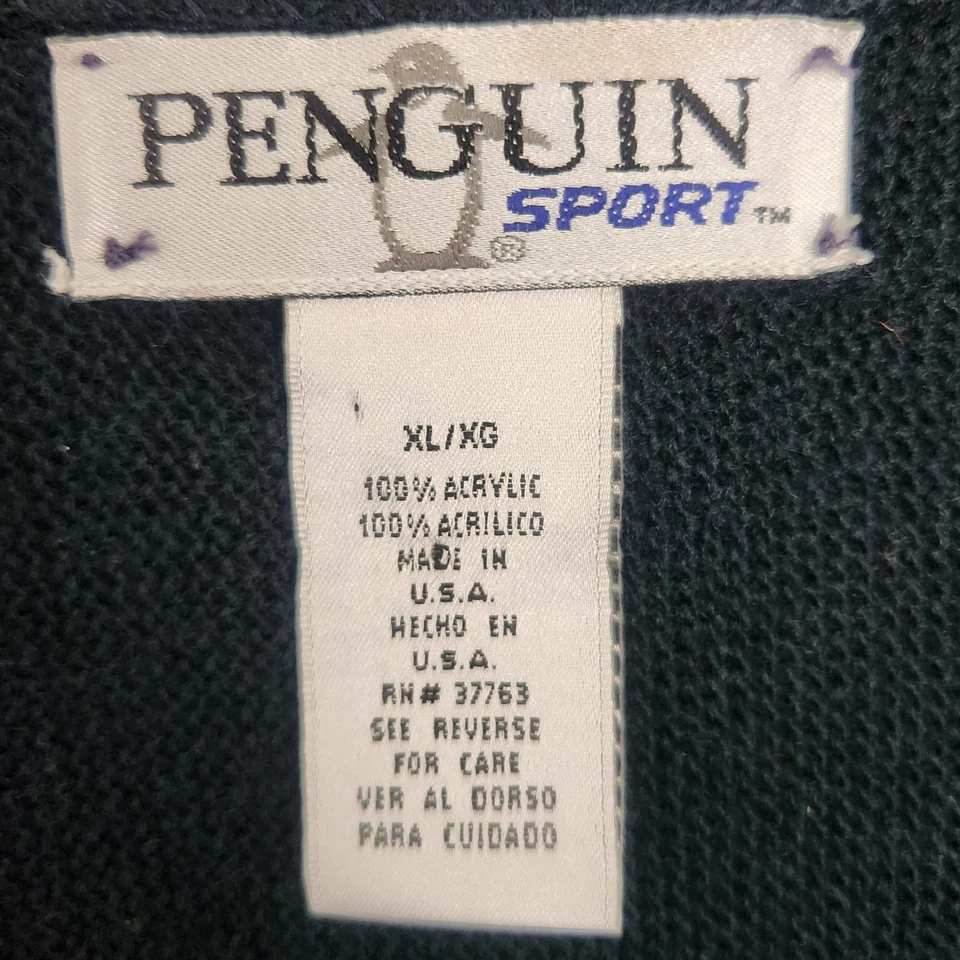 PENGUIN
SPORT™
®
XL/XG
100% ACRYLIC
100% ACRILICO
MADE IN
U.S.A.
HECHO EN
U.S.A.
RN# 37763
SEE REVERSE
FOR CARE
VER AL DORSO
PARA CUIDADO